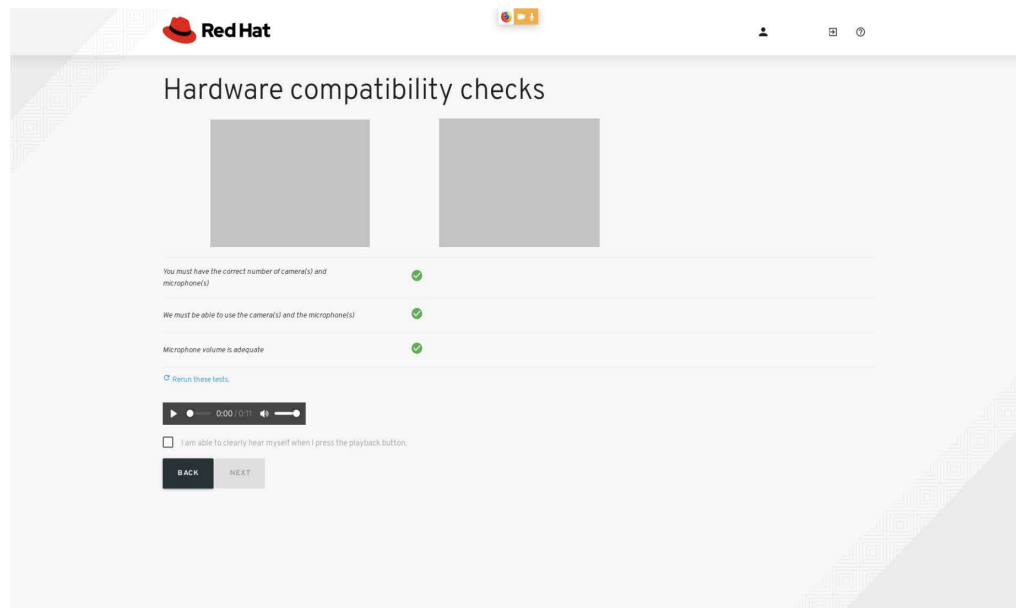 Red Hat
Hardware compatibility checks
You must have the correct number of camera(s) and
microphone(s)
We must be able to use the camera(s) and the microphone(s)
Microphone volume is adequate
Rerun these tests.
0:00 / 0:11
I am able to clearly hear myself when I press the playback button.
BACK NEXT